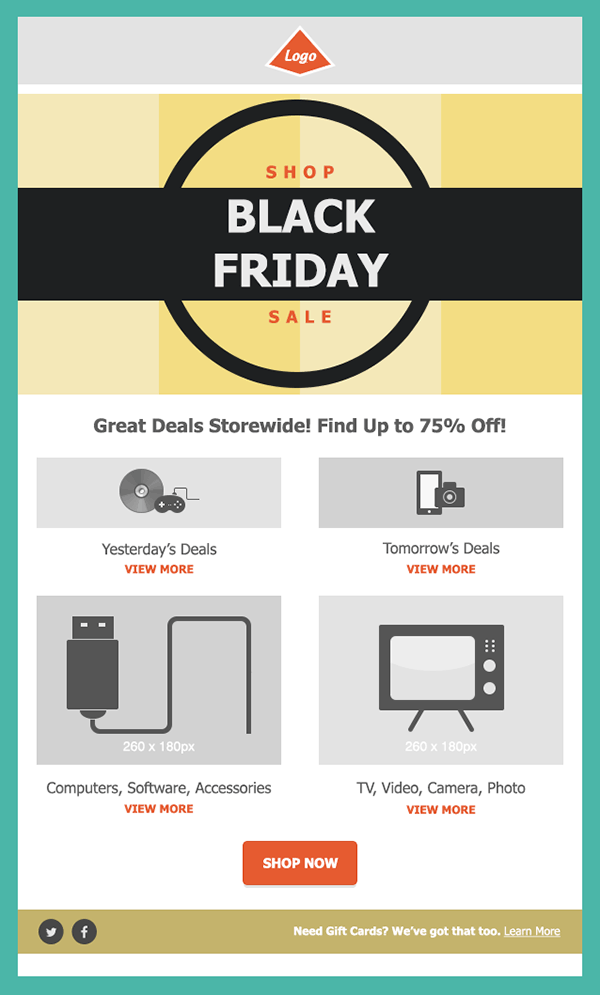 Logo
SHOP
BLACK
FRIDAY
SALE
Great Deals Storewide! Find Up to 75% Off!
Yesterday’s Deals
VIEW MORE
Tomorrow’s Deals
VIEW MORE
260 x 180px
Computers, Software, Accessories
VIEW MORE
260 x 180px
TV, Video, Camera, Photo
VIEW MORE
SHOP NOW
Need Gift Cards? We’ve got that too. Learn More